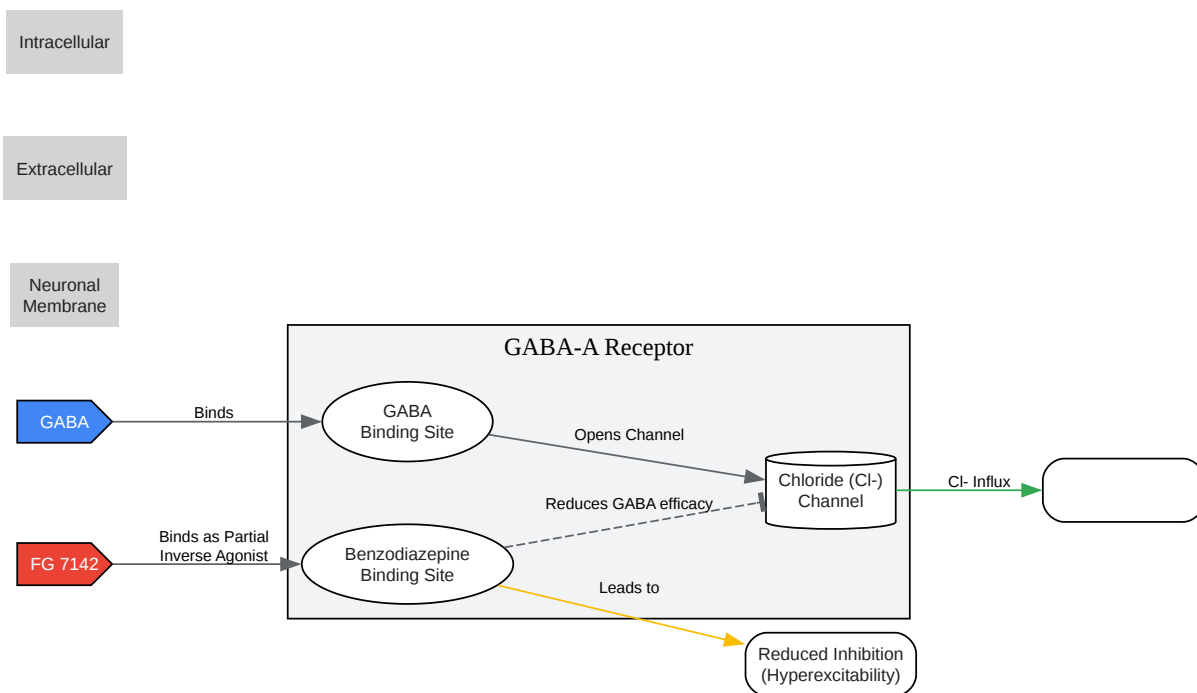 Intracellular
Extracellular
Neuronal
Membrane
GABA-A Receptor
GABA
Binds
GABA
Binding Site
Opens Channel
Chloride (Cl-)
Channel
Cl- Influx
Reduces GABA efficacy
FG 7142
Binds as Partial
Inverse Agonist
Benzodiazepine
Binding Site
Leads to
Reduced Inhibition
(Hyperexcitability)